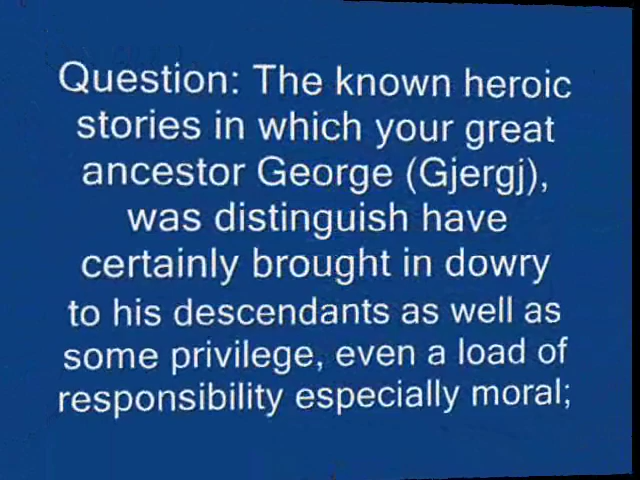 Question: The known heroic
stories in which your great
ancestor George (Gjergj),
was distinguish have
certainly brought in dowry
to his descendants as well as
some privilege, even a load of
responsibility especially moral;